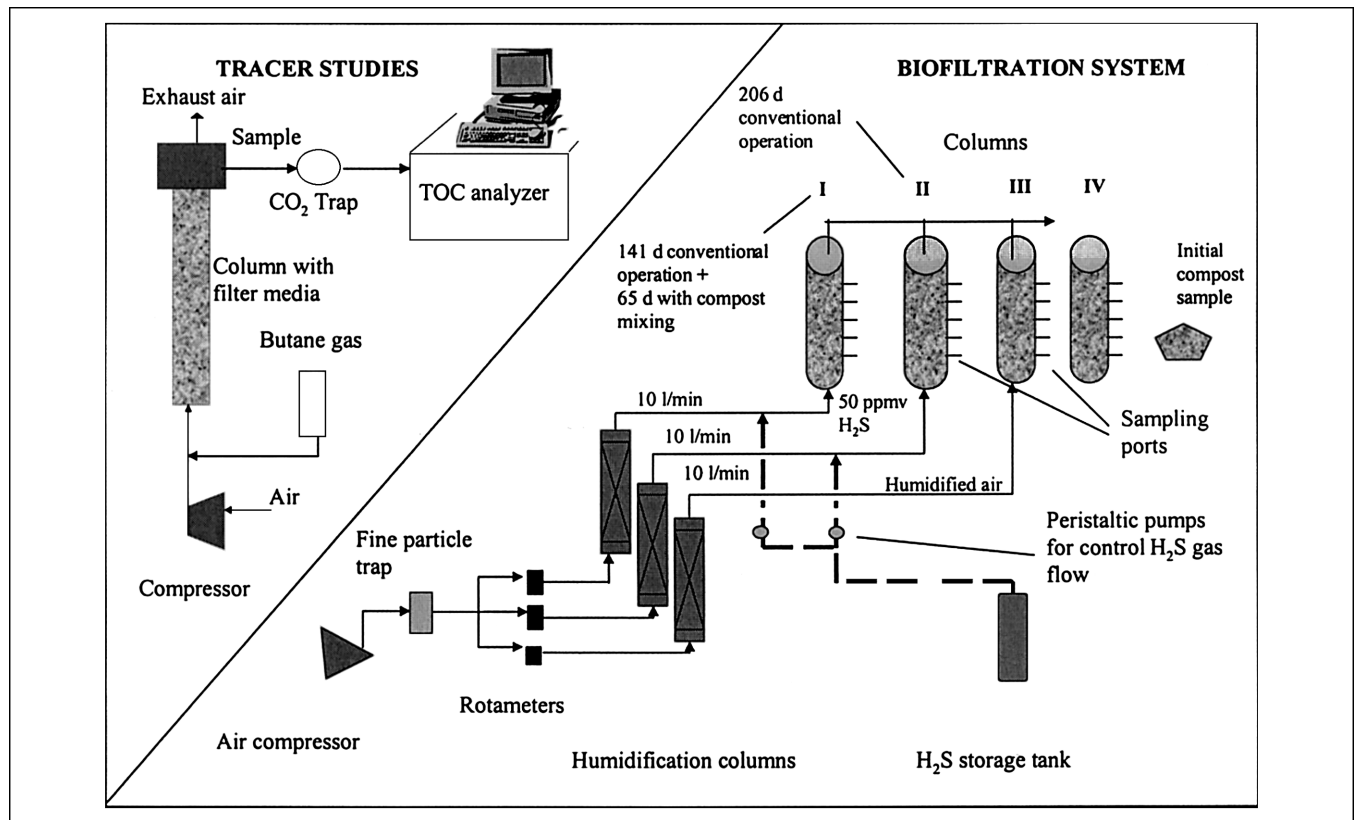 TRACER STUDIES
Exhaust air
Sample
CO₂ Trap
TOC analyzer
Column with
filter media
Butane gas
Air
Compressor
BIOFILTRATION SYSTEM
206 d
conventional
operation
Columns
I
II
III
IV
141 d conventional
operation +
65 d with compost
mixing
Initial
compost
sample
10 l/min
50 ppmv
H₂S
10 l/min
10 l/min
Humidified air
Sampling
ports
Peristaltic pumps
for control H₂S gas
flow
Fine particle
trap
Rotameters
Air compressor
Humidification columns
H₂S storage tank